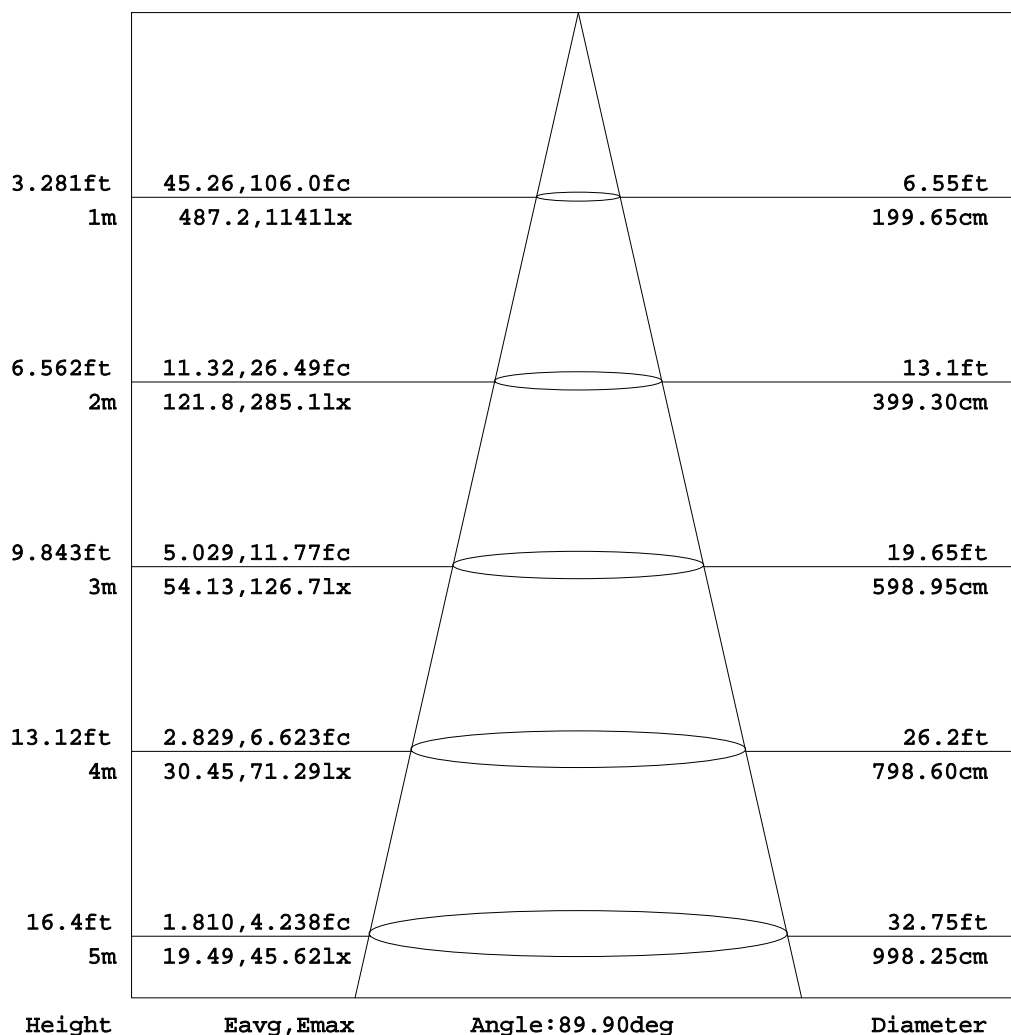 3.281ft 45.26,106.0fc 6.55ft
1m 487.2,1141lx 199.65cm
6.562ft 11.32,26.49fc 13.1ft
2m 121.8,285.1lx 399.30cm
9.843ft 5.029,11.77fc 19.65ft
3m 54.13,126.7lx 598.95cm
13.12ft 2.829,6.623fc 26.2ft
4m 30.45,71.29lx 798.60cm
16.4ft 1.810,4.238fc 32.75ft
5m 19.49,45.62lx 998.25cm
Height Eavg,Emax Angle:89.90deg Diameter